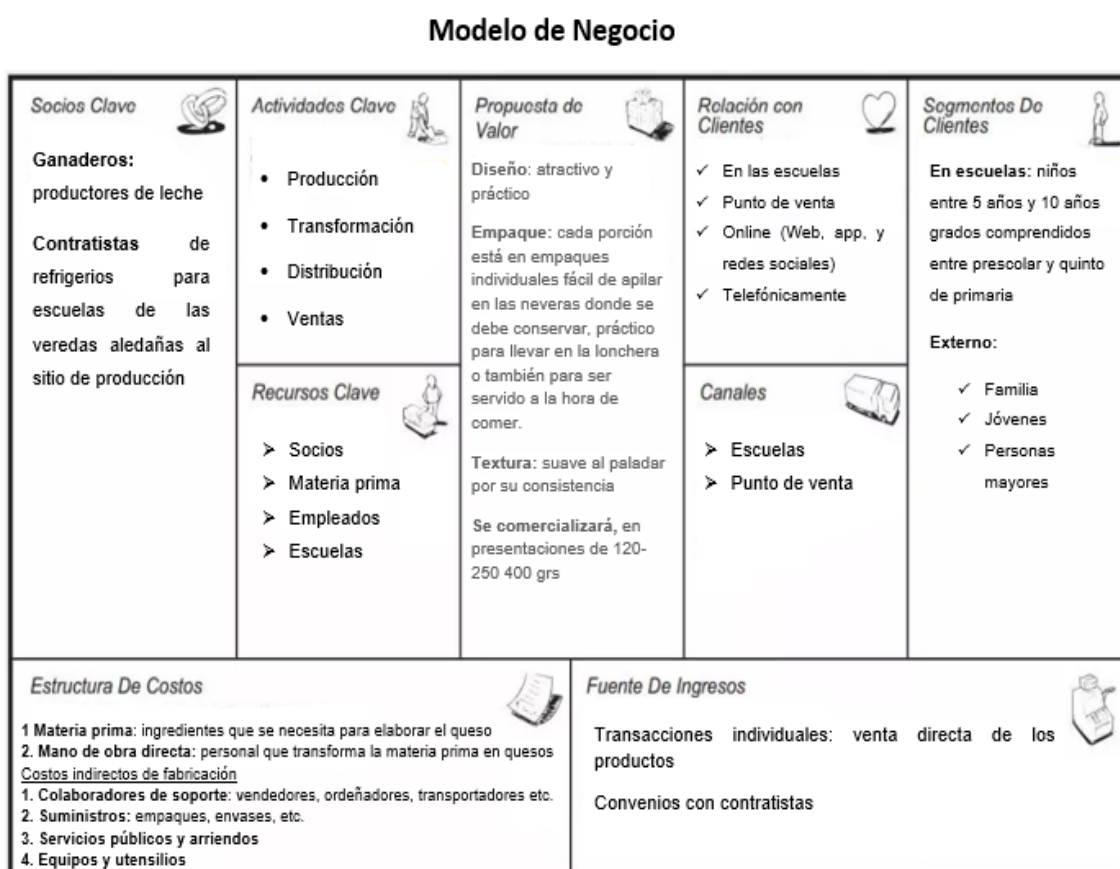 Modelo de Negocio
Socios Clave
Ganaderos:
productores de leche
Contratistas de
refrigerios para
escuelas de las
veredas aledañas al
sitio de producción
Actividades Clave
• Producción
• Transformación
• Distribución
• Ventas
Recursos Clave
➢ Socios
➢ Materia prima
➢ Empleados
➢ Escuelas
Propuesta de
Valor
Diseño: atractivo y
práctico
Empaque: cada porción
está en empaques
individuales fácil de apilar
en las neveras donde se
debe conservar, práctico
para llevar en la lonchera
o también para ser
servido a la hora de
comer.
Textura: suave al paladar
por su consistencia
Se comercializará, en
presentaciones de 120-
250 400 grs
Relación con
Clientes
✓ En las escuelas
✓ Punto de venta
✓ Online (Web, app, y
redes sociales)
✓ Telefónicamente
Canales
➢ Escuelas
➢ Punto de venta
Segmentos De
Clientes
En escuelas: niños
entre 5 años y 10 años
grados comprendidos
entre prescolar y quinto
de primaria
Externo:
✓ Familia
✓ Jóvenes
✓ Personas
mayores
Estructura De Costos
1 Materia prima: ingredientes que se necesita para elaborar el queso
2. Mano de obra directa: personal que transforma la materia prima en quesos
Costos indirectos de fabricación
1. Colaboradores de soporte: vendedores, ordeñadores, transportadores etc.
2. Suministros: empaques, envases, etc.
3. Servicios públicos y arriendos
4. Equipos y utensilios
Fuente De Ingresos
Transacciones individuales: venta directa de los
productos
Convenios con contratistas